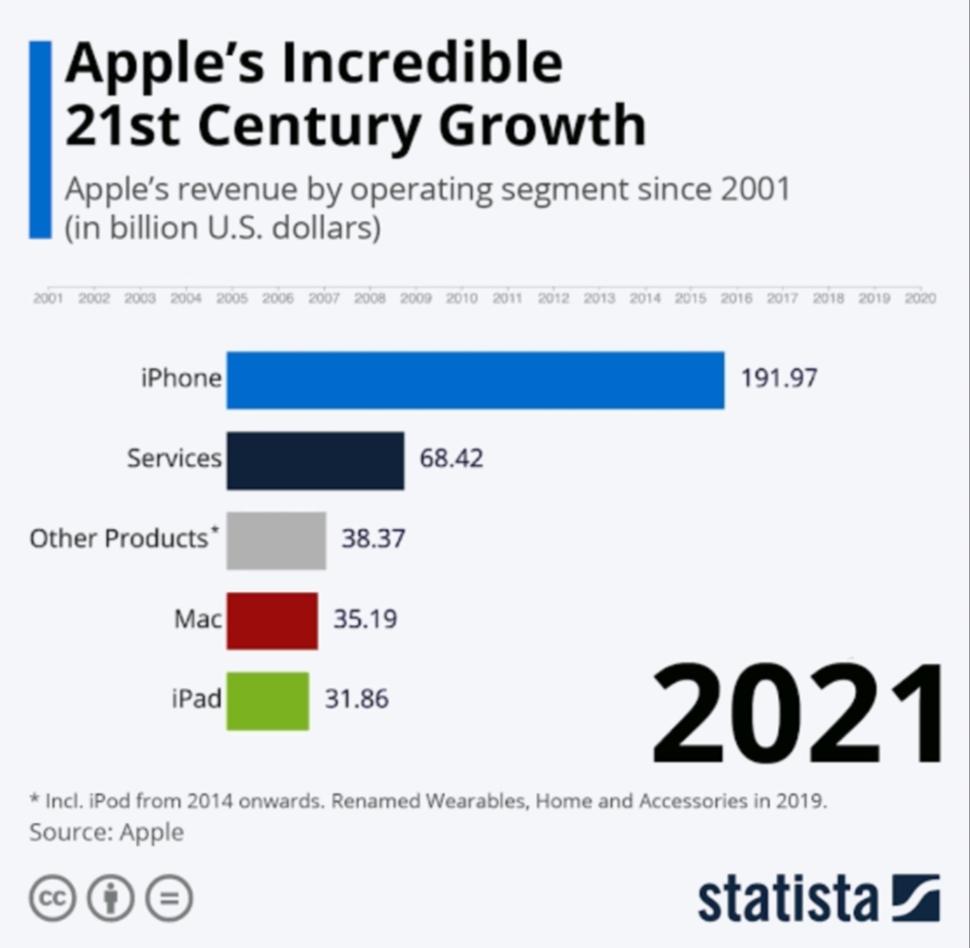 Apple’s Incredible
21st Century Growth
Apple’s revenue by operating segment since 2001
(in billion U.S. dollars)
2001 2002 2003 2004 2005 2006 2007 2008 2009 2010 2011 2012 2013 2014 2015 2016 2017 2018 2019 2020
iPhone 191.97
Services 68.42
Other Products* 38.37
Mac 35.19
iPad 31.86
2021
* Incl. iPod from 2014 onwards. Renamed Wearables, Home and Accessories in 2019.
Source: Apple
cc
statista